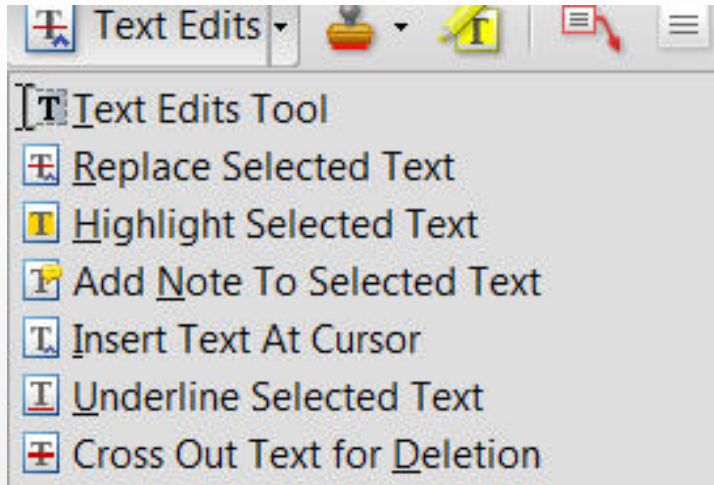 Text Edits
Text Edits Tool
Replace Selected Text
Highlight Selected Text
Add Note To Selected Text
Insert Text At Cursor
Underline Selected Text
Cross Out Text for Deletion